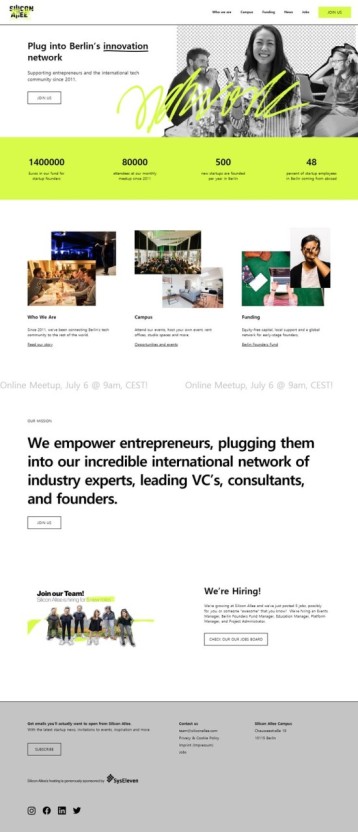 SILICON
ALLEE
Who we are
Campus
Funding
News
Jobs
JOIN US
Plug into Berlin's innovation
network
Supporting entrepreneurs and the international tech
community since 2011.
JOIN US
network
1400000
Euros in our fund for
startup founders
80000
attendees at our monthly
meetup since 2011
500
new startups are founded
per year in Berlin
48
percent of startup employees
in Berlin coming from abroad
Who We Are
Since 2011, we've been connecting Berlin's tech
community to the rest of the world.
Read our story
Campus
Attend our events, host your own event, rent
offices, studio spaces and more.
Opportunities and events
Funding
Equity-free capital, local support and a global
network for early-stage founders.
Berlin Founders Fund
Online Meetup, July 6 @ 9am, CEST!
Online Meetup, July 6 @ 9am, CEST!
OUR MISSION
We empower entrepreneurs, plugging them
into our incredible international network of
industry experts, leading VC's, consultants,
and founders.
JOIN US
Join our Team!
Silicon Allee is hiring for 5 new roles!
We're Hiring!
We're growing at Silicon Allee and we've just posted 5 jobs, possibly
for you or someone "awesome" that you know! We're hiring an Events
Manager, Berlin Founders Fund Manager, Education Manager, Platform
Manager, and Project Administrator.
CHECK OUR OUR JOBS BOARD
Get emails you'll actually want to open from Silicon Allee
With the latest startup news, invitations to events, inspiration and more
SUBSCRIBE
Silicon Allee's hosting is generously sponsored by
SysEleven
Contact us
team@siliconallee.com
Privacy & Cookie Policy
Imprint (Impressum)
Jobs
Silicon Allee Campus
Chausseestraße 19
10115 Berlin